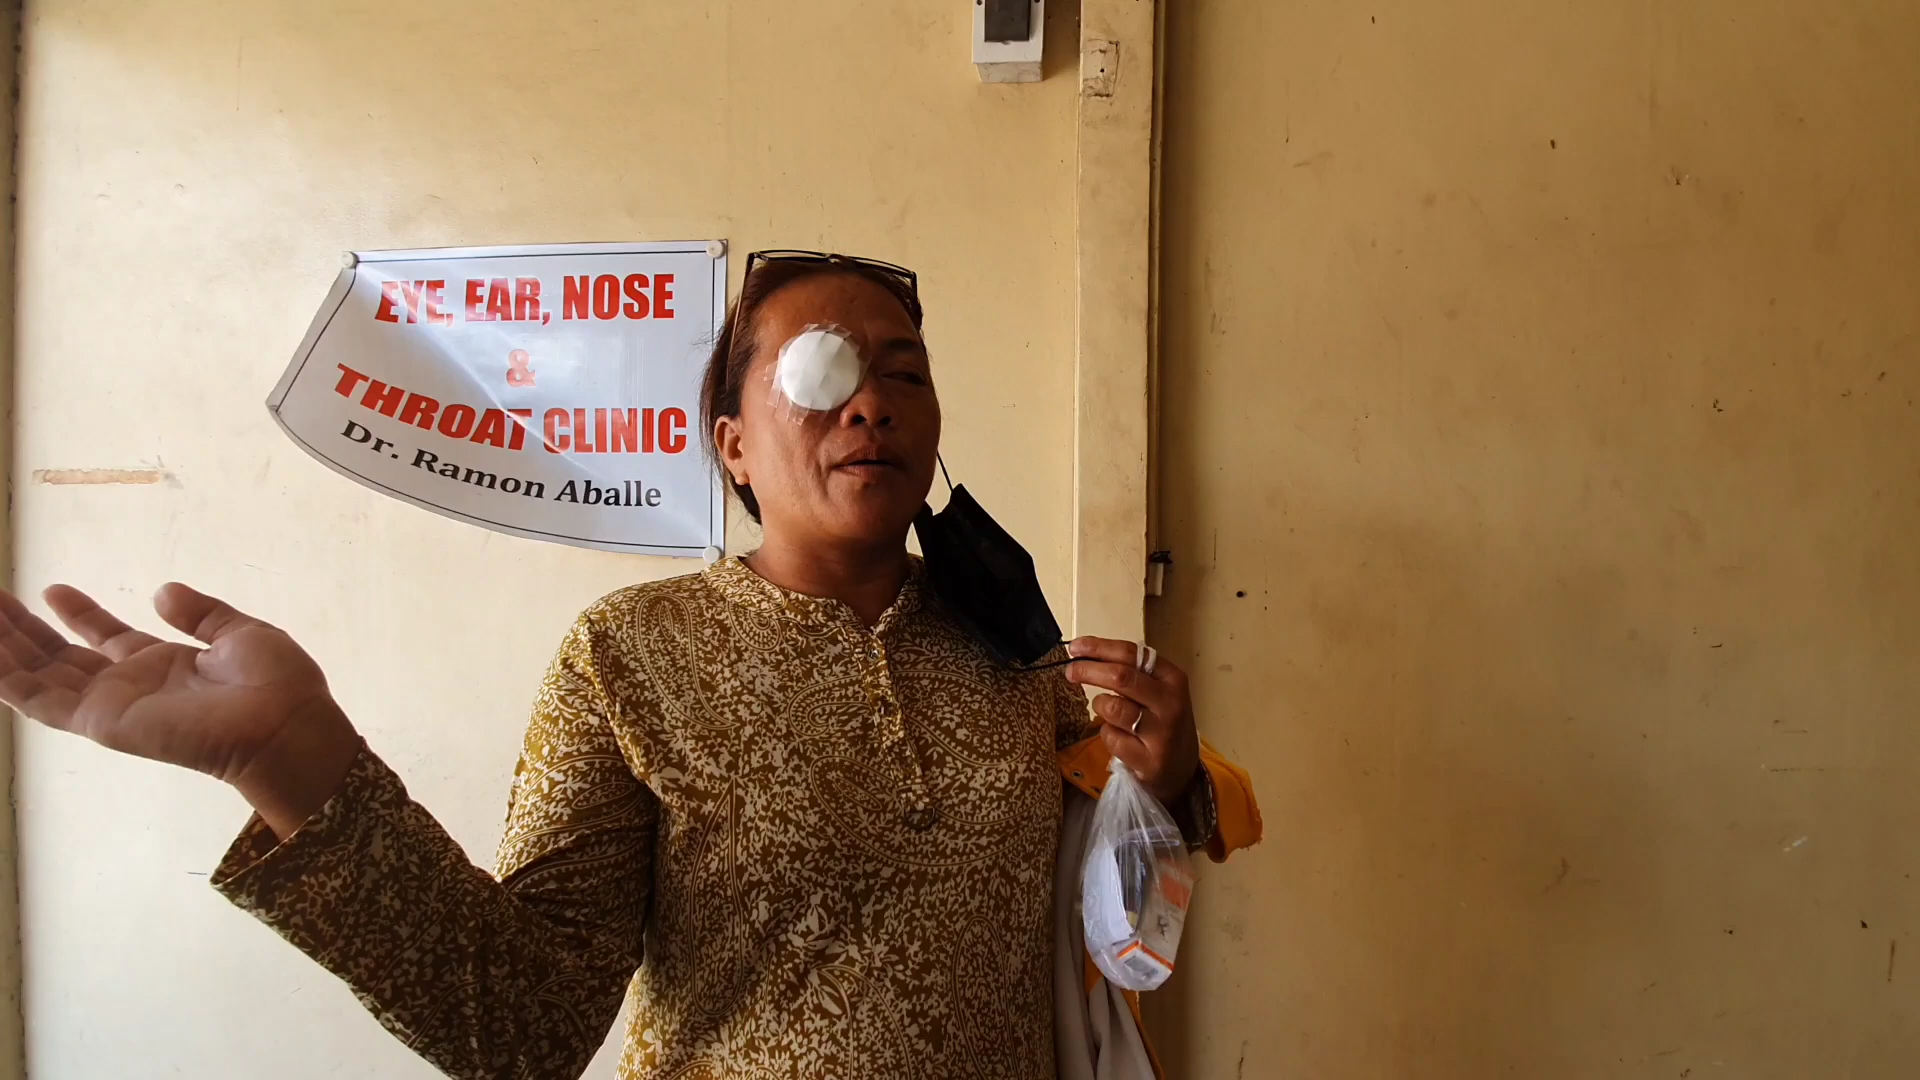 EYE, EAR, NOSE
&
THROAT CLINIC
Dr. Ramon Aballe